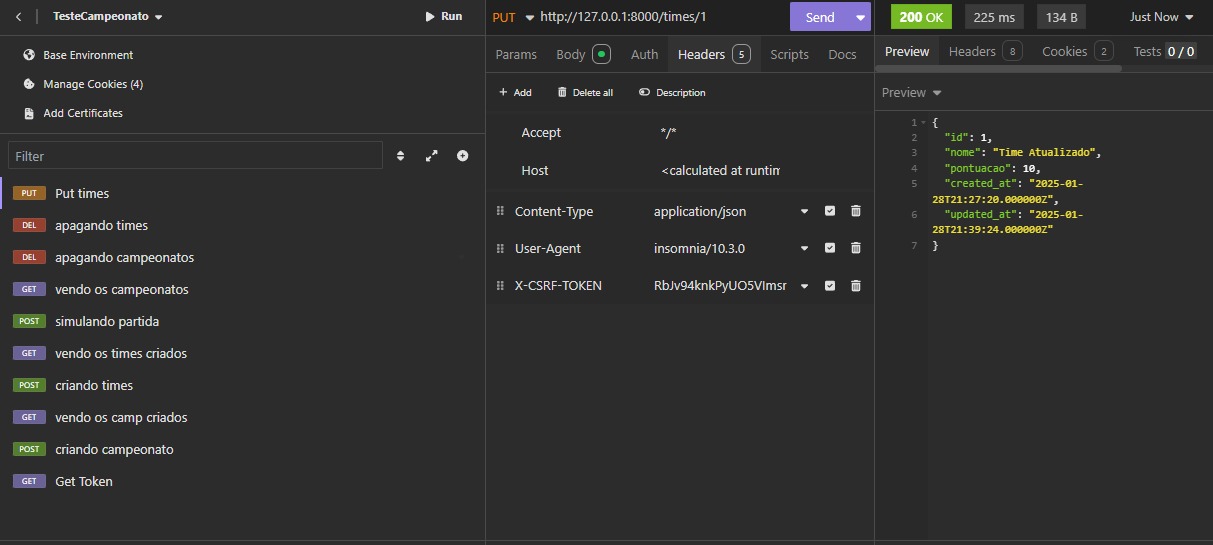 TesteCampeonato
Run
Base Environment
Manage Cookies (4)
Add Certificates
Filter
PUT Put times
DEL apagando times
DEL apagando campeonatos
GET vendo os campeonatos
POST simulando partida
GET vendo os times criados
POST criando times
GET vendo os camp criados
POST criando campeonato
GET Get Token
PUT http://127.0.0.1:8000/times/1 Send
Params Body Auth Headers 5 Scripts Docs
+ Add Delete all Description
Accept */*
Host <calculated at runtin
Content-Type application/json
User-Agent insomnia/10.3.0
X-CSRF-TOKEN RbJv94knkPyUO5VImsr
200 OK 225 ms 134 B Just Now
Preview Headers 8 Cookies 2 Tests 0 / 0
Preview
1 {
2 "id": 1,
3 "nome": "Time Atualizado",
4 "pontuacao": 10,
5 "created_at": "2025-01-
28T21:27:20.000000Z",
6 "updated_at": "2025-01-
28T21:39:24.000000Z"
7 }